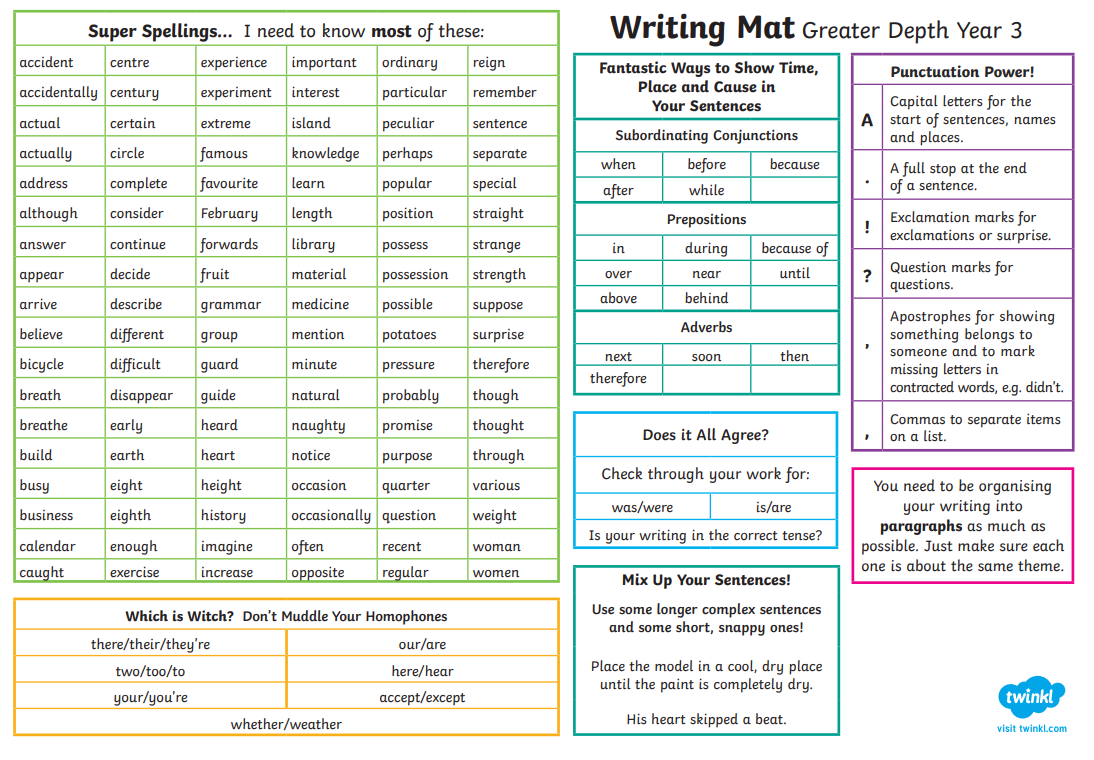 Super Spellings... I need to know most of these:
accident centre experience important ordinary reign
accidentally century experiment interest particular remember
actual certain extreme island peculiar sentence
actually circle famous knowledge perhaps separate
address complete favourite learn popular special
although consider February length position straight
answer continue forwards library possess strange
appear decide fruit material possession strength
arrive describe grammar medicine possible suppose
believe different group mention potatoes surprise
bicycle difficult guard minute pressure therefore
breath disappear guide natural probably though
breathe early heard naughty promise thought
build earth heart notice purpose through
busy eight height occasion quarter various
business eighth history occasionally question weight
calendar enough imagine often recent woman
caught exercise increase opposite regular women
Which is Witch? Don't Muddle Your Homophones
there/their/they're our/are
two/too/to here/hear
your/you're accept/except
whether/weather
Writing Mat Greater Depth Year 3
Fantastic Ways to Show Time,
Place and Cause in
Your Sentences
Subordinating Conjunctions
when before because
after while
Prepositions
in during because of
over near until
above behind
Adverbs
next soon then
therefore
Does it All Agree?
Check through your work for:
was/were is/are
Is your writing in the correct tense?
Mix Up Your Sentences!
Use some longer complex sentences
and some short, snappy ones!
Place the model in a cool, dry place
until the paint is completely dry.
His heart skipped a beat.
Punctuation Power!
A Capital letters for the
start of sentences, names
and places.
. A full stop at the end
of a sentence.
! Exclamation marks for
exclamations or surprise.
? Question marks for
questions.
' Apostrophes for showing
something belongs to
someone and to mark
missing letters in
contracted words, e.g. didn't.
, Commas to separate items
on a list.
You need to be organising
your writing into
paragraphs as much as
possible. Just make sure each
one is about the same theme.
twinkl
visit twinkl.com